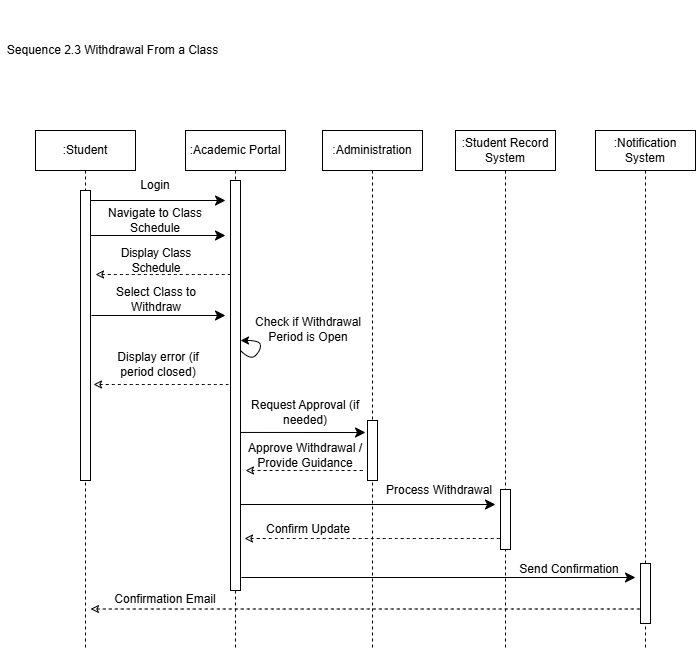 Sequence 2.3 Withdrawal From a Class
:Student
:Academic Portal
:Administration
:Student Record
System
:Notification
System
Login
Navigate to Class
Schedule
Display Class
Schedule
Select Class to
Withdraw
Check if Withdrawal
Period is Open
Display error (if
period closed)
Request Approval (if
needed)
Approve Withdrawal /
Provide Guidance
Process Withdrawal
Confirm Update
Send Confirmation
Confirmation Email